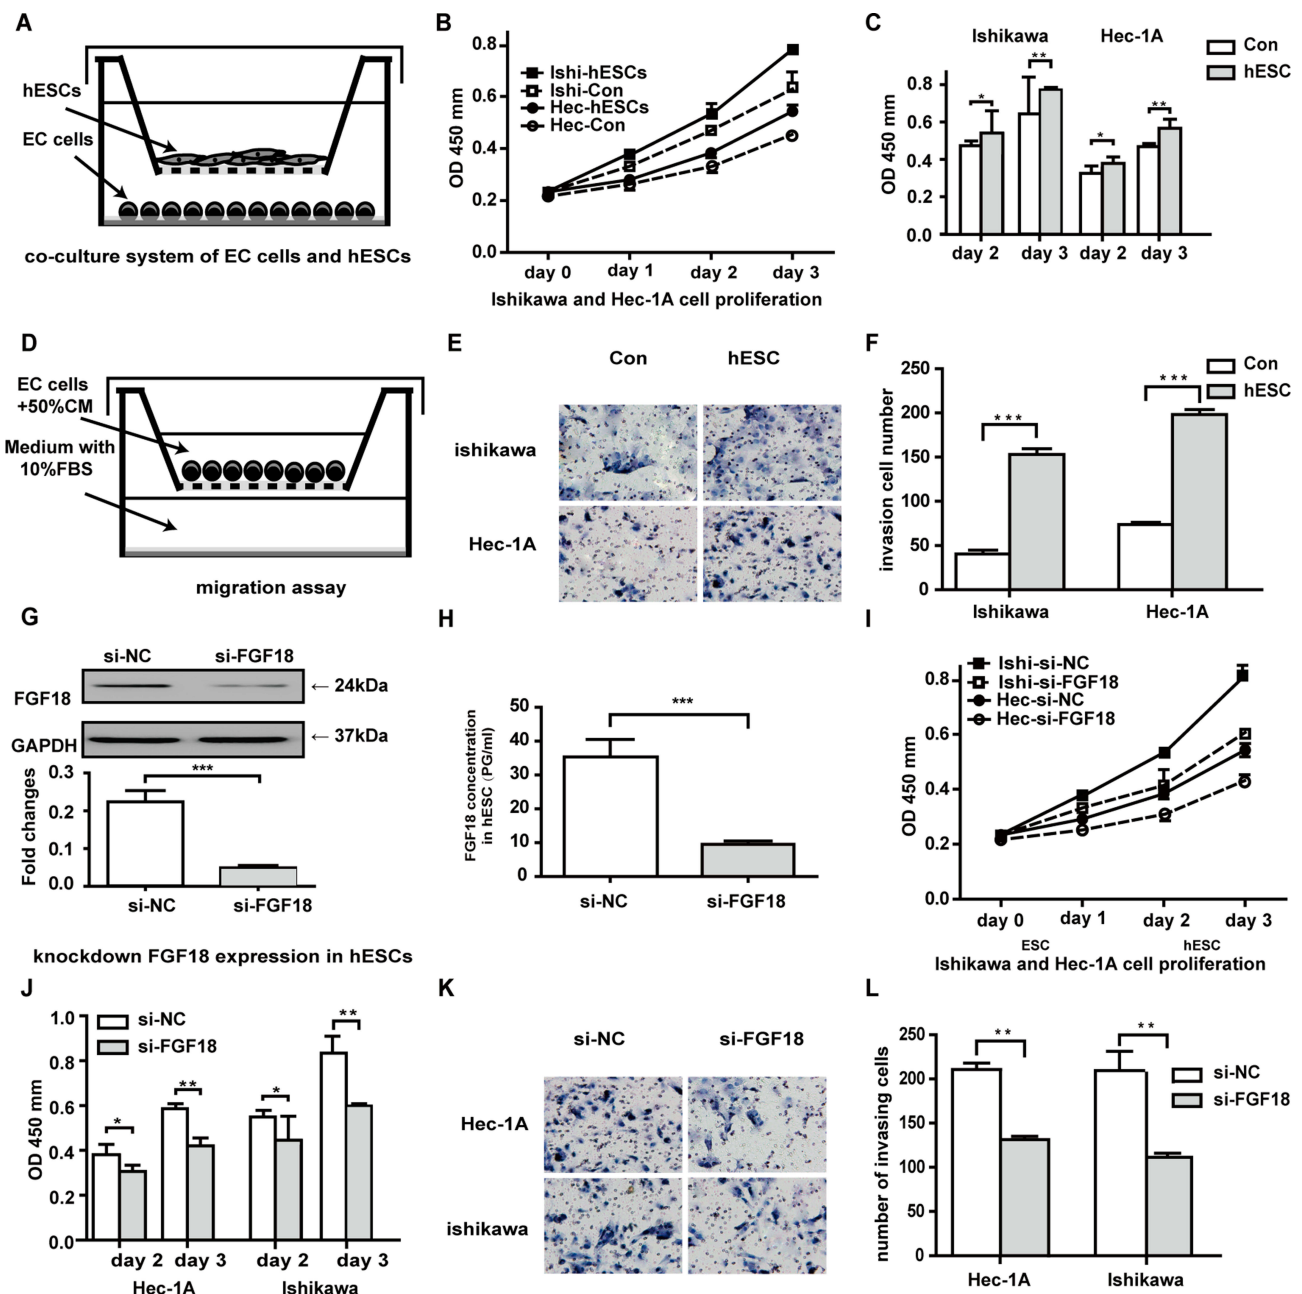 A
hESCs
EC cells
co-culture system of EC cells and hESCs
B
0.8
0.6
0.4
0.2
0.0
OD 450 mm
Ishi-hESCs
Ishi-Con
Hec-hESCs
Hec-Con
day 0 day 1 day 2 day 3
Ishikawa and Hec-1A cell proliferation
C
Ishikawa Hec-1A
Con
hESC
0.8
0.6
0.4
0.2
0.0
OD 450 mm
* ** * **
day 2 day 3 day 2 day 3
D
EC cells
+50%CM
Medium with
10%FBS
migration assay
E
Con hESC
ishikawa
Hec-1A
F
Con
hESC
250
200
150
100
50
0
invasion cell number
*** ***
Ishikawa Hec-1A
G
si-NC si-FGF18
FGF18 ← 24kDa
GAPDH ← 37kDa
0.3
0.2
0.1
0.0
Fold changes
***
si-NC si-FGF18
knockdown FGF18 expression in hESCs
H
50
40
30
20
10
0
FGF18 concentration
in hESC (PG/ml)
***
si-NC si-FGF18
I
Ishi-si-NC
Ishi-si-FGF18
Hec-si-NC
Hec-si-FGF18
0.8
0.6
0.4
0.2
0.0
OD 450 mm
day 0 day 1 day 2 day 3
ESC hESC
Ishikawa and Hec-1A cell proliferation
J
si-NC
si-FGF18
1.0
0.8
0.6
0.4
0.2
0.0
OD 450 mm
* ** * **
day 2 day 3 day 2 day 3
Hec-1A Ishikawa
K
si-NC si-FGF18
Hec-1A
ishikawa
L
si-NC
si-FGF18
250
200
150
100
50
0
number of invasing cells
** **
Hec-1A Ishikawa